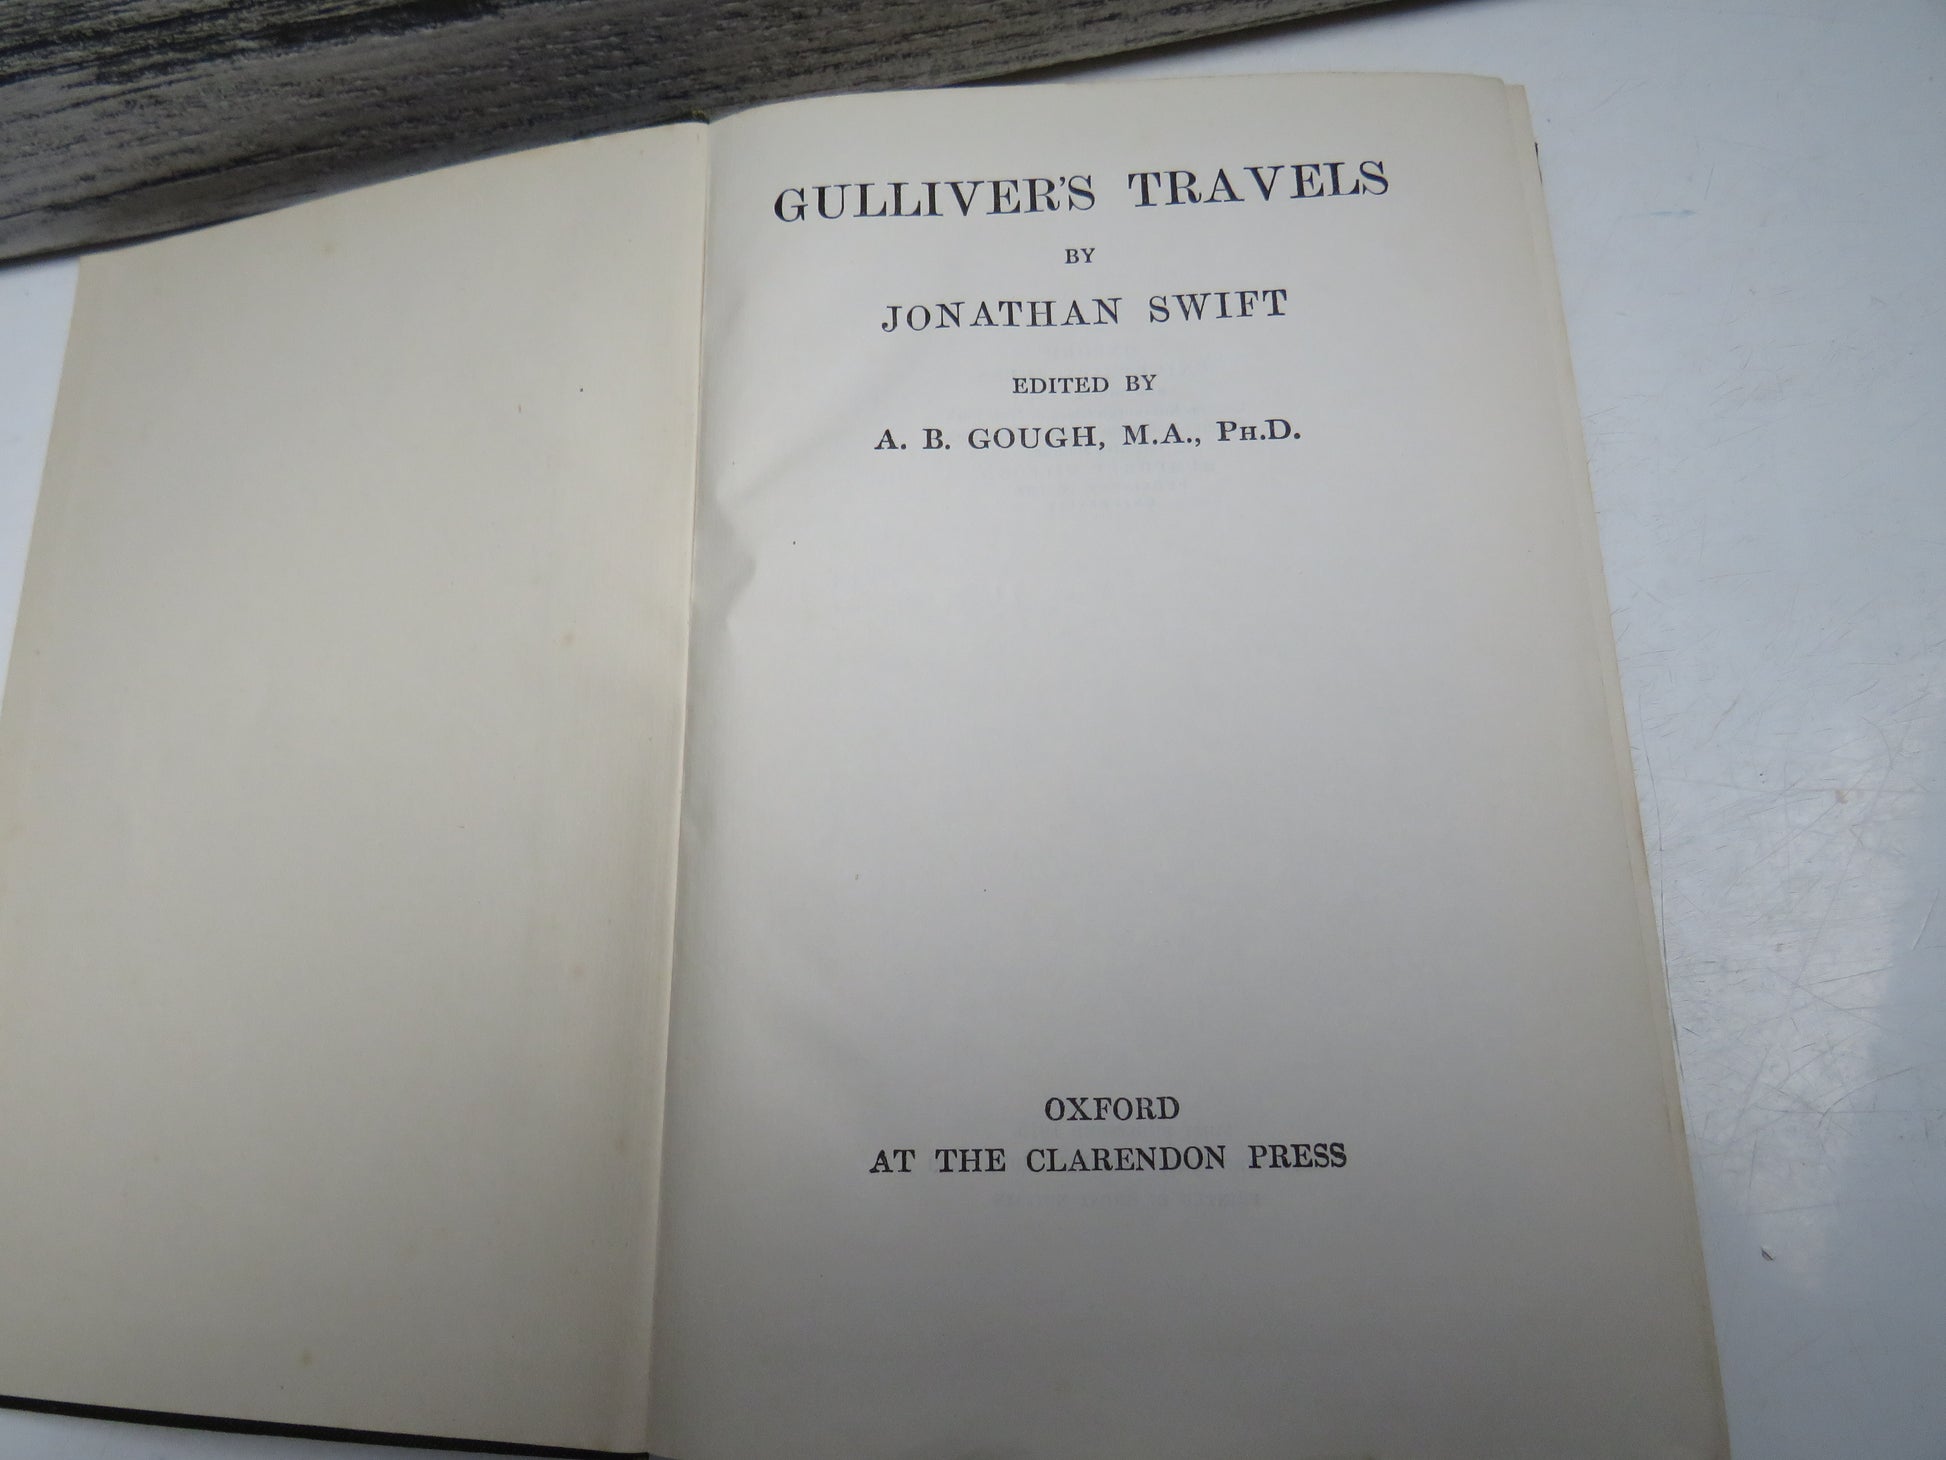 GULLIVER'S TRAVELS
BY
JONATHAN SWIFT
EDITED BY
A. B. GOUGH, M.A., PH.D.
OXFORD
AT THE CLARENDON PRESS